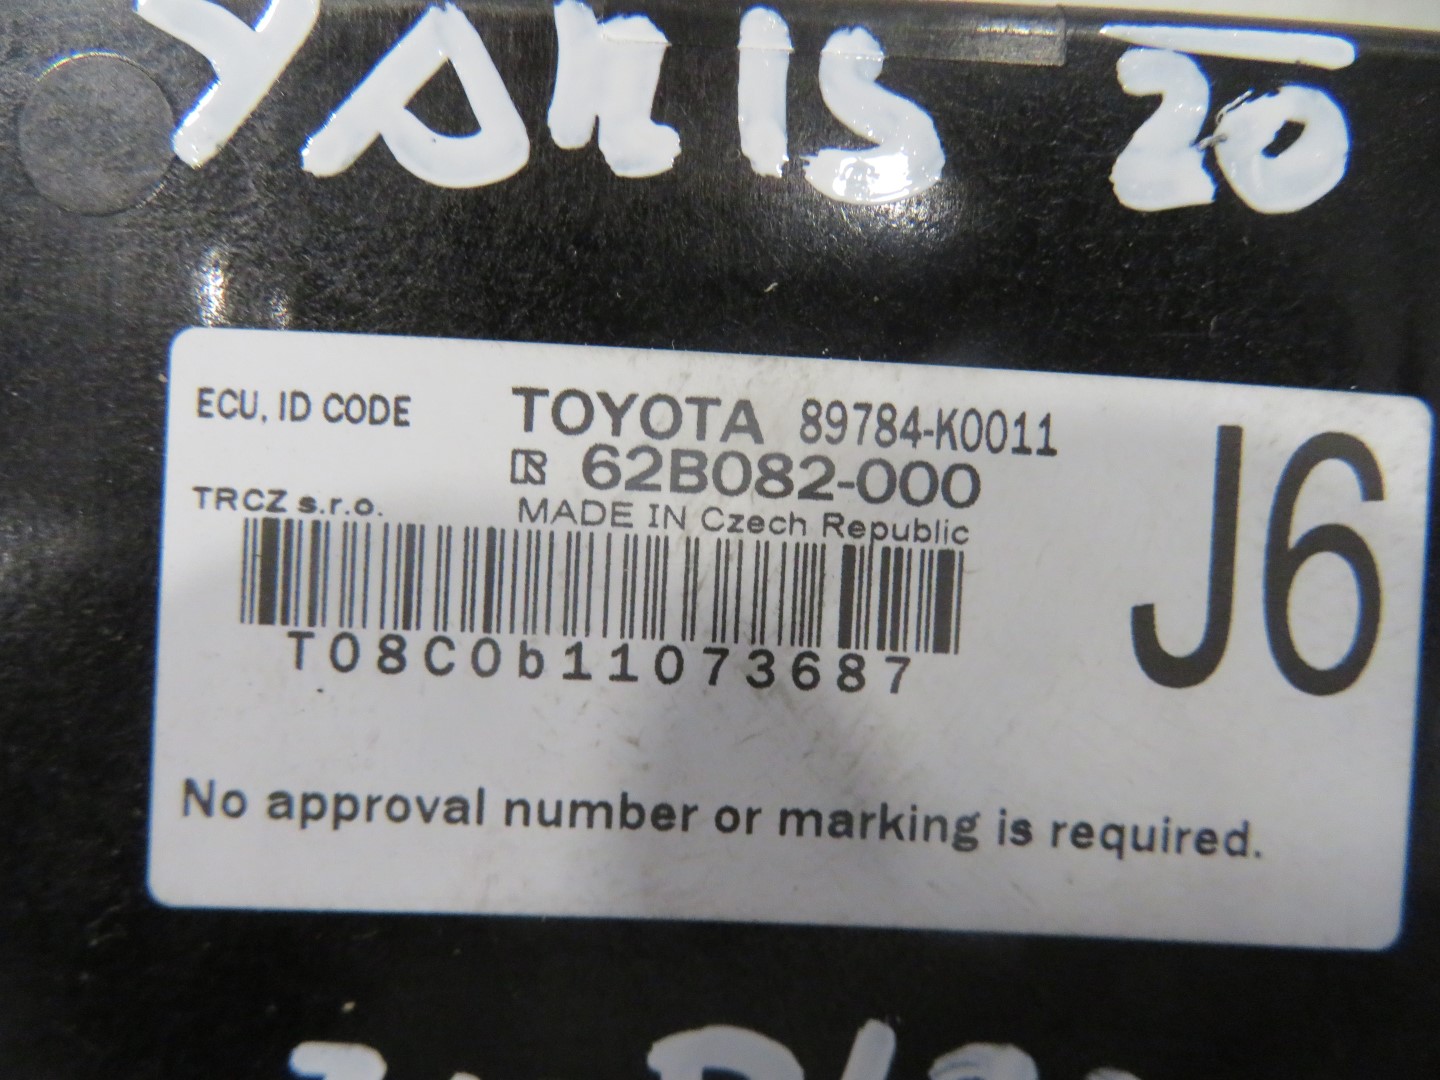 YARIS 20
ECU, ID CODE TOYOTA 89784-K0011
62B082-000 J6
TRCZ s.r.o. MADE IN Czech Republic
T08C0b11073687
No approval number or marking is required.